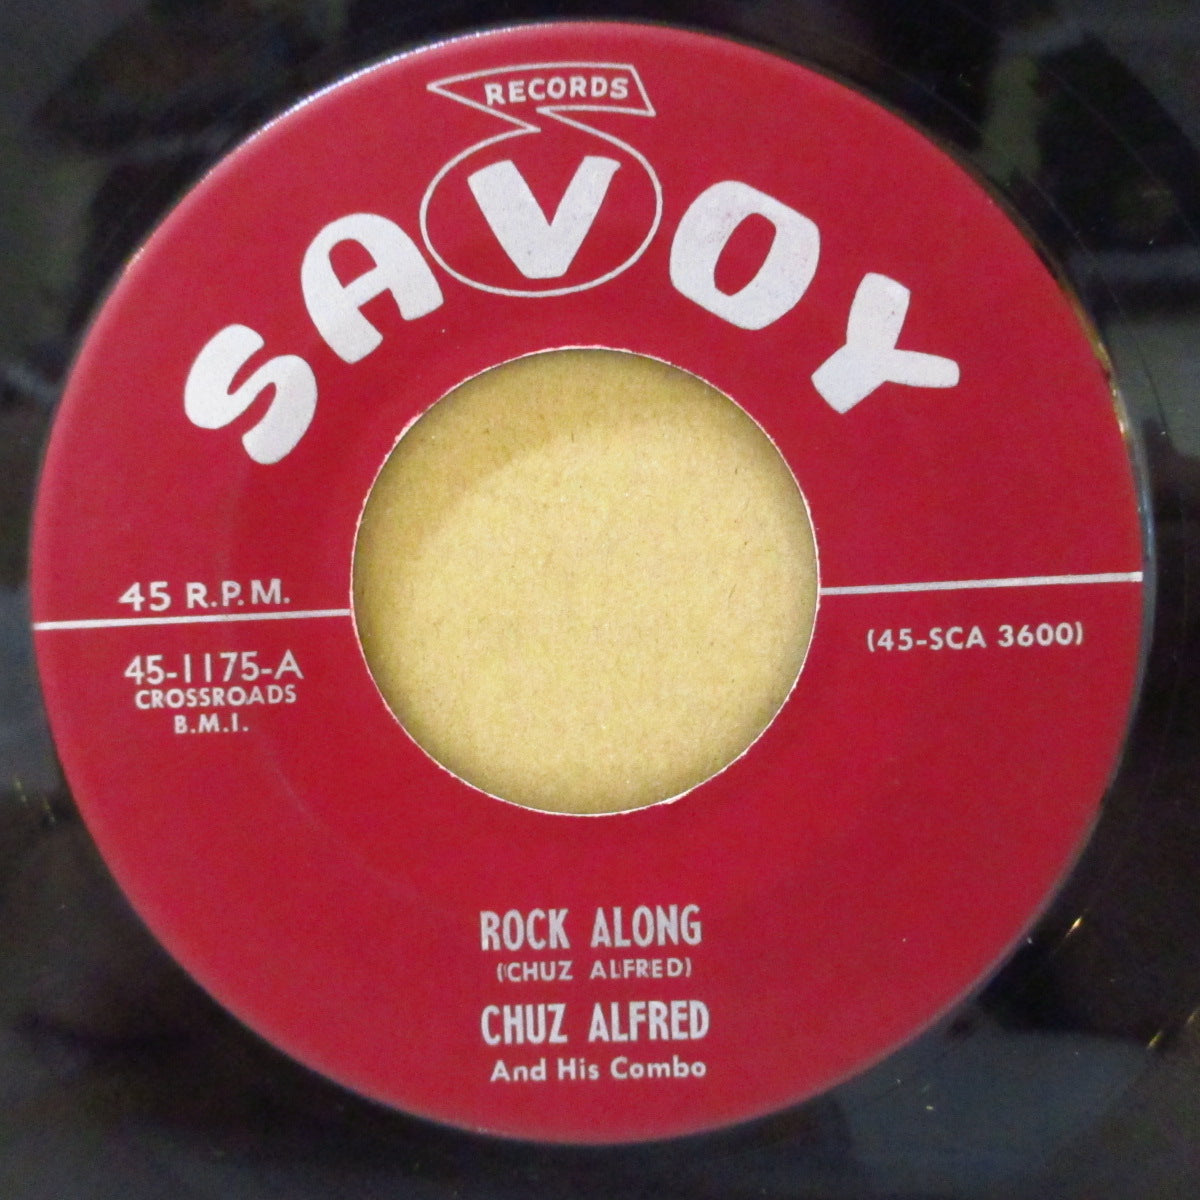 RECORDS
SAVOY
45 R.P.M.
45-1175-A
CROSSROADS
B.M.I.
(45-SCA 3600)
ROCK ALONG
(CHUZ ALFRED)
CHUZ ALFRED
And His Combo